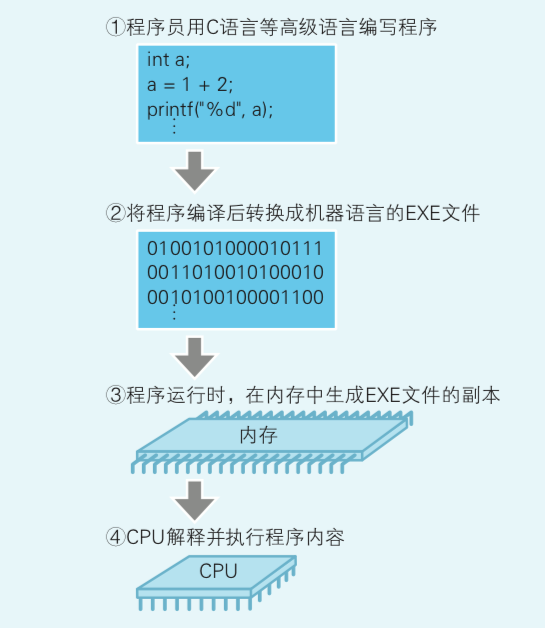 ①程序员用C语言等高级语言编写程序
int a;
a = 1 + 2;
printf("%d", a);
⋮
②将程序编译后转换成机器语言的EXE文件
0100101000010111
0011010010100010
0010100100001100
⋮
③程序运行时，在内存中生成EXE文件的副本
内存
④CPU解释并执行程序内容
CPU